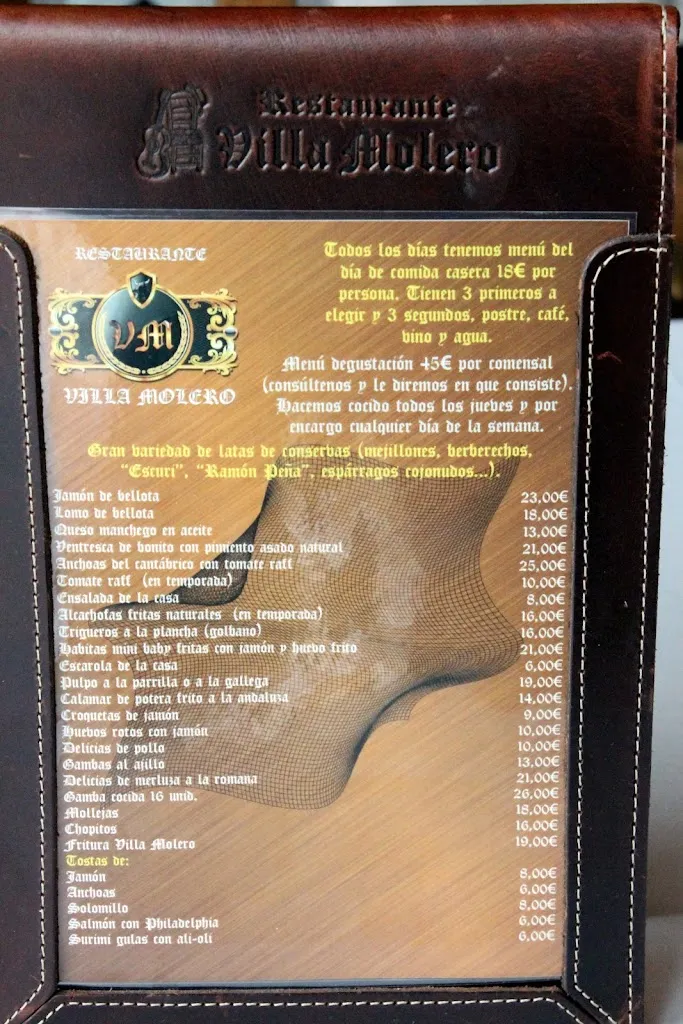 Restaurante
Villa Molero
RESTAURANTE
VM
VILLA MOLERO
Todos los días tenemos menú del
día de comida casera 18€ por
persona. Tienen 3 primeros a
elegir y 3 segundos, postre, café,
vino y agua.
Menú degustación 45€ por comensal
(consúltenos y le diremos en que consiste).
Hacemos cocido todos los jueves y por
encargo cualquier día de la semana.
Gran variedad de latas de conserbas (mejillones, berberechos,
"Escuri", "Ramón Peña", espárragos cojonudos...).
Jamón de bellota 23,00€
Lomo de bellota 18,00€
Queso manchego en aceite 13,00€
Ventresca de bonito con pimiento asado natural 21,00€
Anchoas del cantábrico con tomate raff 25,00€
Tomate raff (en temporada) 10,00€
Ensalada de la casa 8,00€
Alcachofas fritas naturales (en temporada) 16,00€
Trigueros a la plancha (golbano) 16,00€
Habitas mini baby fritas con jamón y huevo frito 21,00€
Escarola de la casa 6,00€
Pulpo a la parrilla o a la gallega 19,00€
Calamar de potera frito a la andaluza 14,00€
Croquetas de jamón 9,00€
Huevos rotos con jamón 10,00€
Delicias de pollo 10,00€
Gambas al ajillo 13,00€
Delicias de merluza a la romana 21,00€
Gamba cocida 16 unid. 26,00€
Mollejas 18,00€
Chopitos 16,00€
Fritura Villa Molero 19,00€
Tostas de:
Jamón 8,00€
Anchoas 6,00€
Solomillo 8,00€
Salmón con Philadelphia 6,00€
Surimi gulas con ali-oli 6,00€